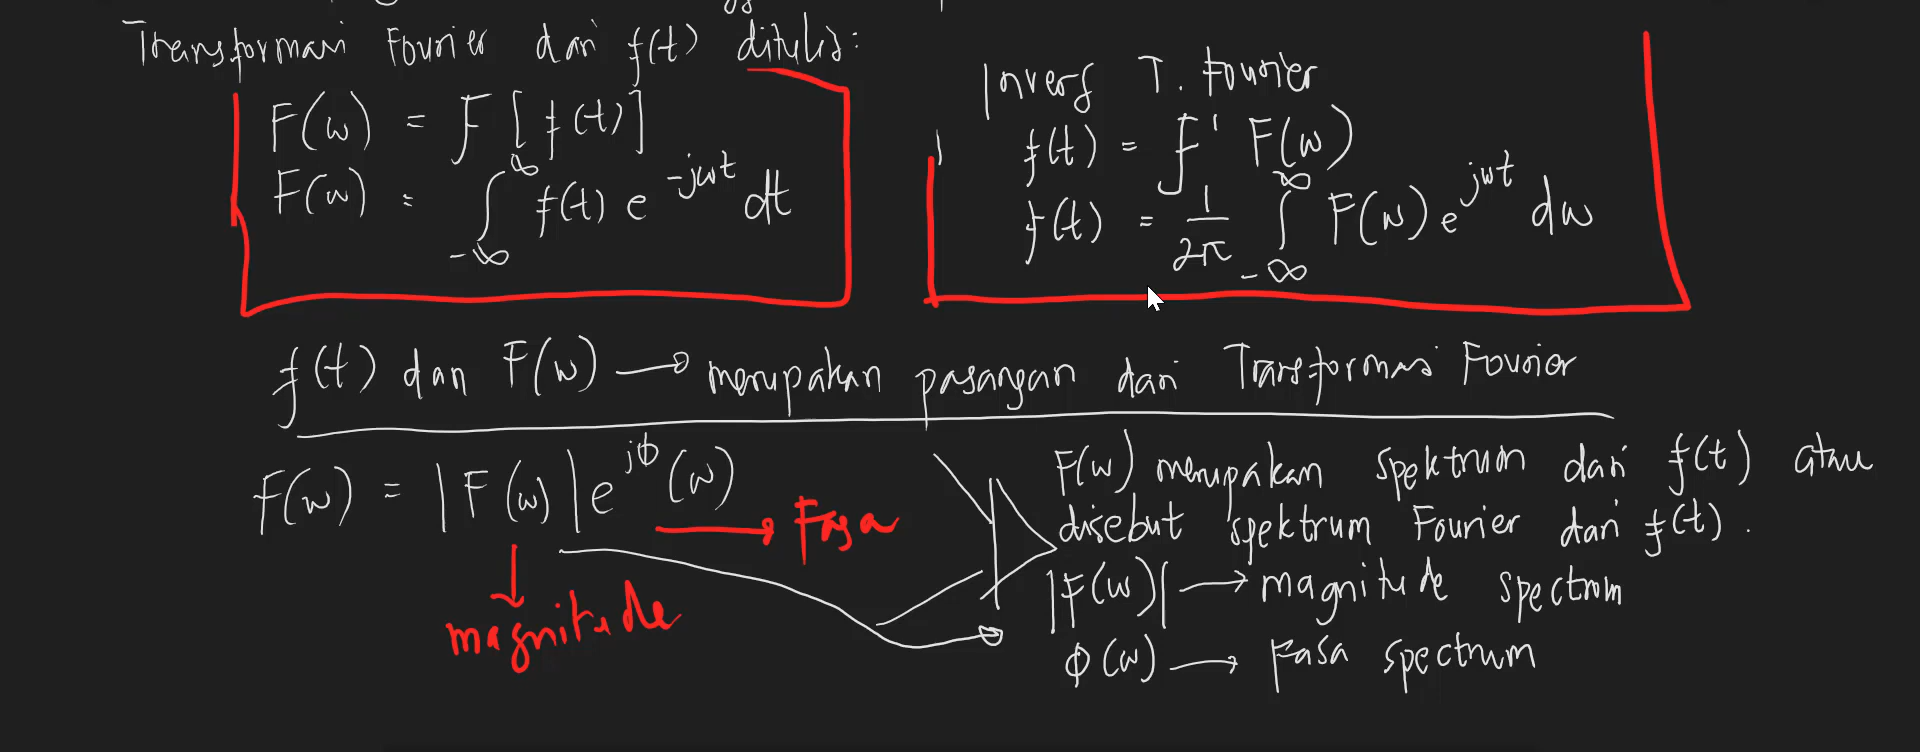 Transformasi Fourier dari f(t) ditulis:
F(ω) = F [f(t)]
F(ω) = ∫_{-∞}^{∞} f(t) e^{-jωt} dt
Invers T. Fourier
f(t) = F^{-1} F(ω)
f(t) = 1/2π ∫_{-∞}^{∞} F(ω) e^{jωt} dω
f(t) dan F(ω) → merupakan pasangan dari Transformasi Fourier
F(ω) = |F(ω)| e^{jϕ} (ω)
→ Fasa
magnitude
F(ω) merupakan spektrum dari f(t) atau
disebut spektrum Fourier dari f(t).
|F(ω)| → magnitude spectrum
ϕ(ω) → Fasa spectrum